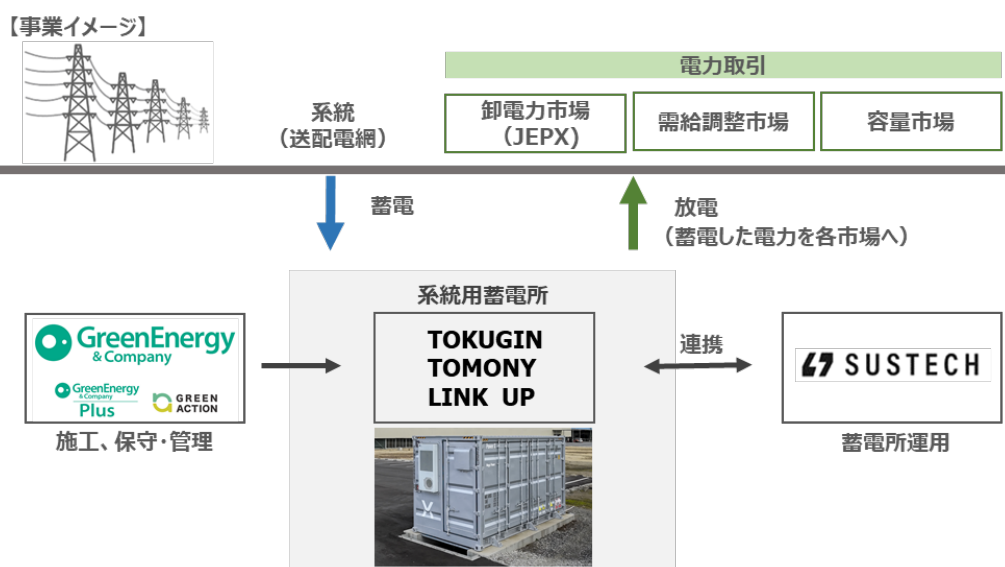 【事業イメージ】
電力取引
系統
（送配電網）
卸電力市場
（JEPX）
需給調整市場
容量市場
蓄電
放電
（蓄電した電力を各市場へ）
系統用蓄電所
GreenEnergy
& Company
GreenEnergy
& Company
Plus
GREEN
ACTION
施工、保守・管理
TOKUGIN
TOMONY
LINK UP
連携
SUSTECH
蓄電所運用